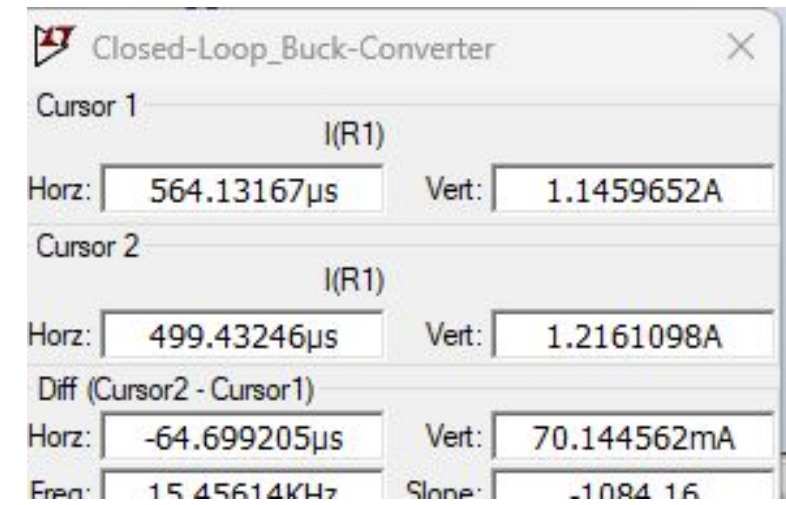 Closed-Loop_Buck-Converter
Cursor 1
I(R1)
Horz: 564.13167µs Vert: 1.1459652A
Cursor 2
I(R1)
Horz: 499.43246µs Vert: 1.2161098A
Diff (Cursor2 - Cursor1)
Horz: -64.699205µs Vert: 70.144562mA
Freq: 15.45614KHz Slope: -1084.16